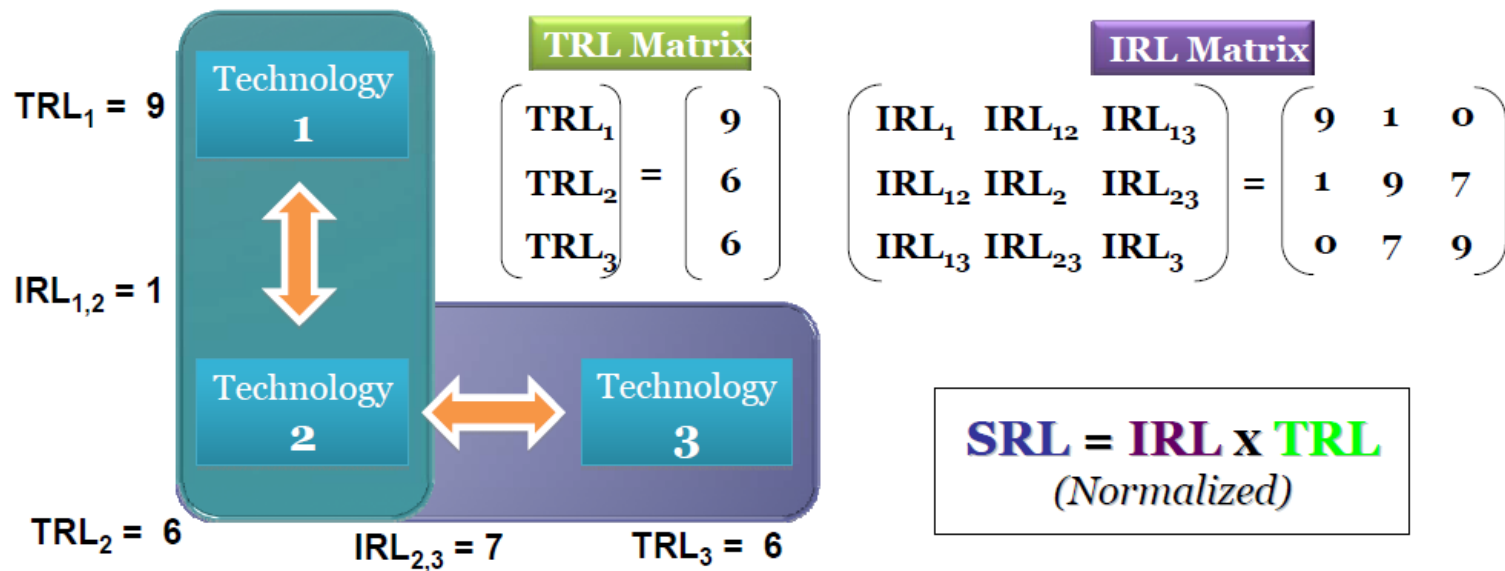 TRL Matrix
IRL Matrix
TRL₁ = 9
Technology
1
TRL₁
TRL₂
TRL₃
=
9
6
6
IRL₁ IRL₁₂ IRL₁₃
IRL₁₂ IRL₂ IRL₂₃
IRL₁₃ IRL₂₃ IRL₃
=
9 1 0
1 9 7
0 7 9
IRL₁,₂ = 1
Technology
2
Technology
3
SRL = IRL x TRL
(Normalized)
TRL₂ = 6
IRL₂,₃ = 7
TRL₃ = 6